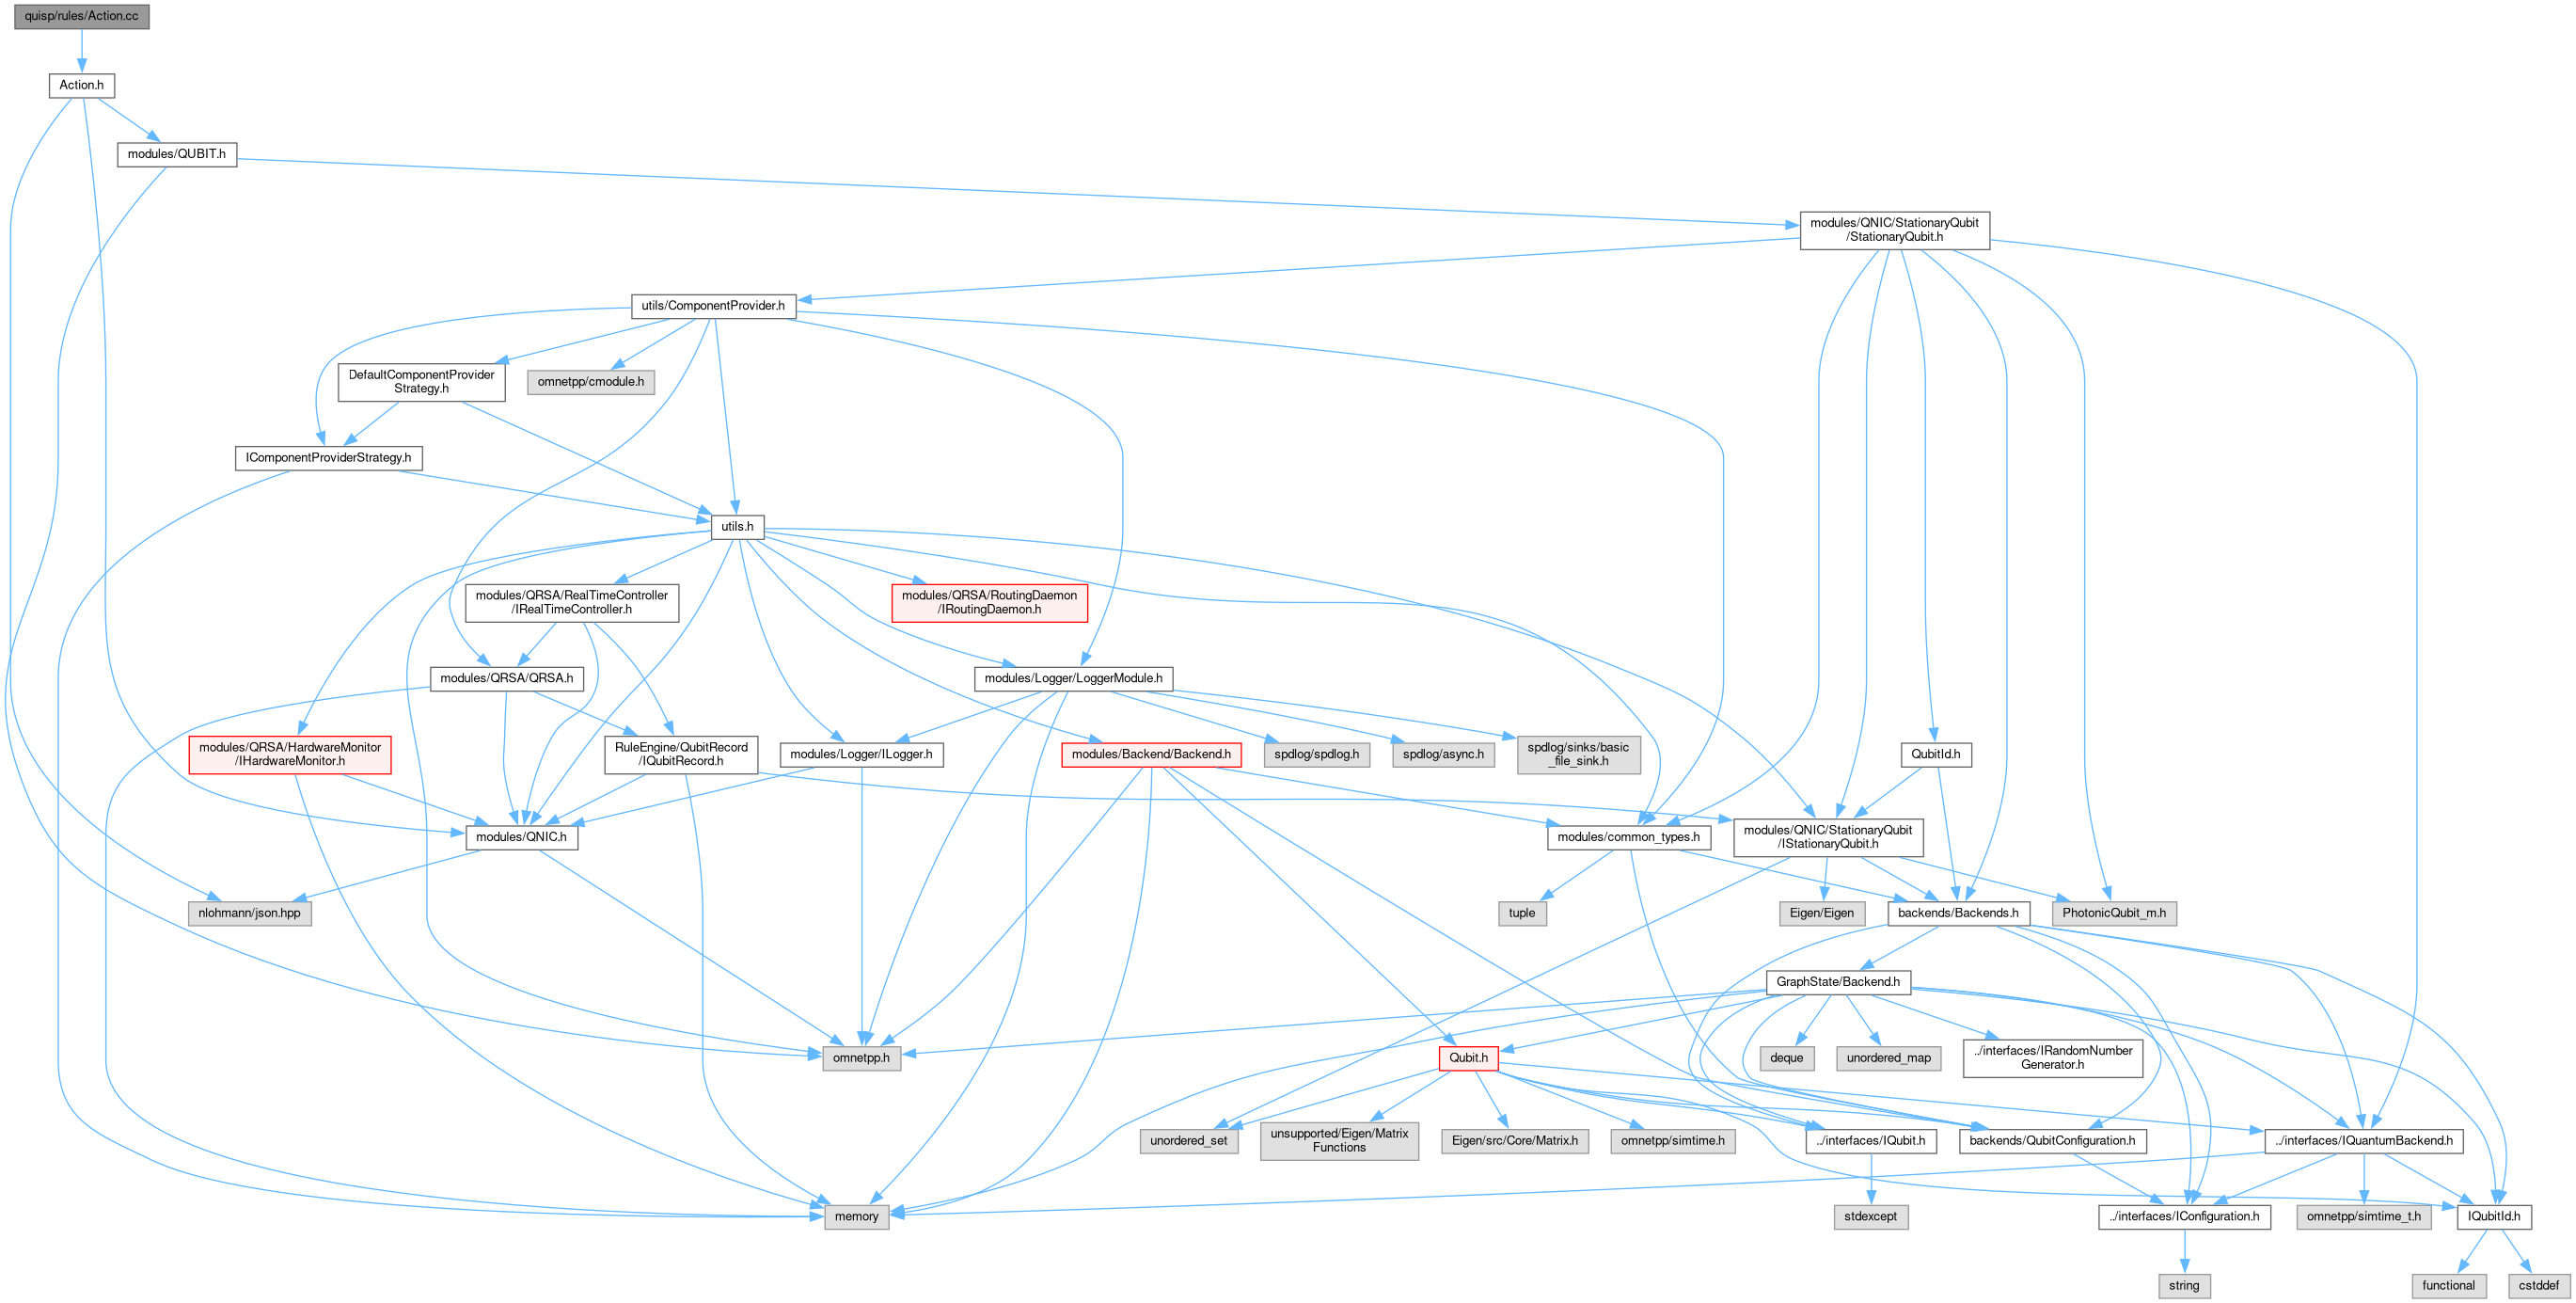 quisp/rules/Action.cc
Action.h
modules/QUBIT.h
modules/QNIC/StationaryQubit
/StationaryQubit.h
utils/ComponentProvider.h
DefaultComponentProvider
Strategy.h
omnetpp/cmodule.h
IComponentProviderStrategy.h
utils.h
modules/QRSA/RealTimeController
/IRealTimeController.h
modules/QRSA/RoutingDaemon
/IRoutingDaemon.h
modules/QRSA/QRSA.h
modules/Logger/LoggerModule.h
modules/QRSA/HardwareMonitor
/IHardwareMonitor.h
RuleEngine/QubitRecord
/IQubitRecord.h
modules/Logger/ILogger.h
modules/Backend/Backend.h
spdlog/spdlog.h
spdlog/async.h
spdlog/sinks/basic
_file_sink.h
QubitId.h
modules/QNIC.h
modules/common_types.h
modules/QNIC/StationaryQubit
/IStationaryQubit.h
nlohmann/json.hpp
tuple
Eigen/Eigen
backends/Backends.h
PhotonicQubit_m.h
GraphState/Backend.h
omnetpp.h
Qubit.h
deque
unordered_map
../interfaces/IRandomNumber
Generator.h
unordered_set
unsupported/Eigen/Matrix
Functions
Eigen/src/Core/Matrix.h
omnetpp/simtime.h
../interfaces/IQubit.h
backends/QubitConfiguration.h
../interfaces/IQuantumBackend.h
memory
stdexcept
../interfaces/IConfiguration.h
omnetpp/simtime_t.h
IQubitId.h
string
functional
cstddef